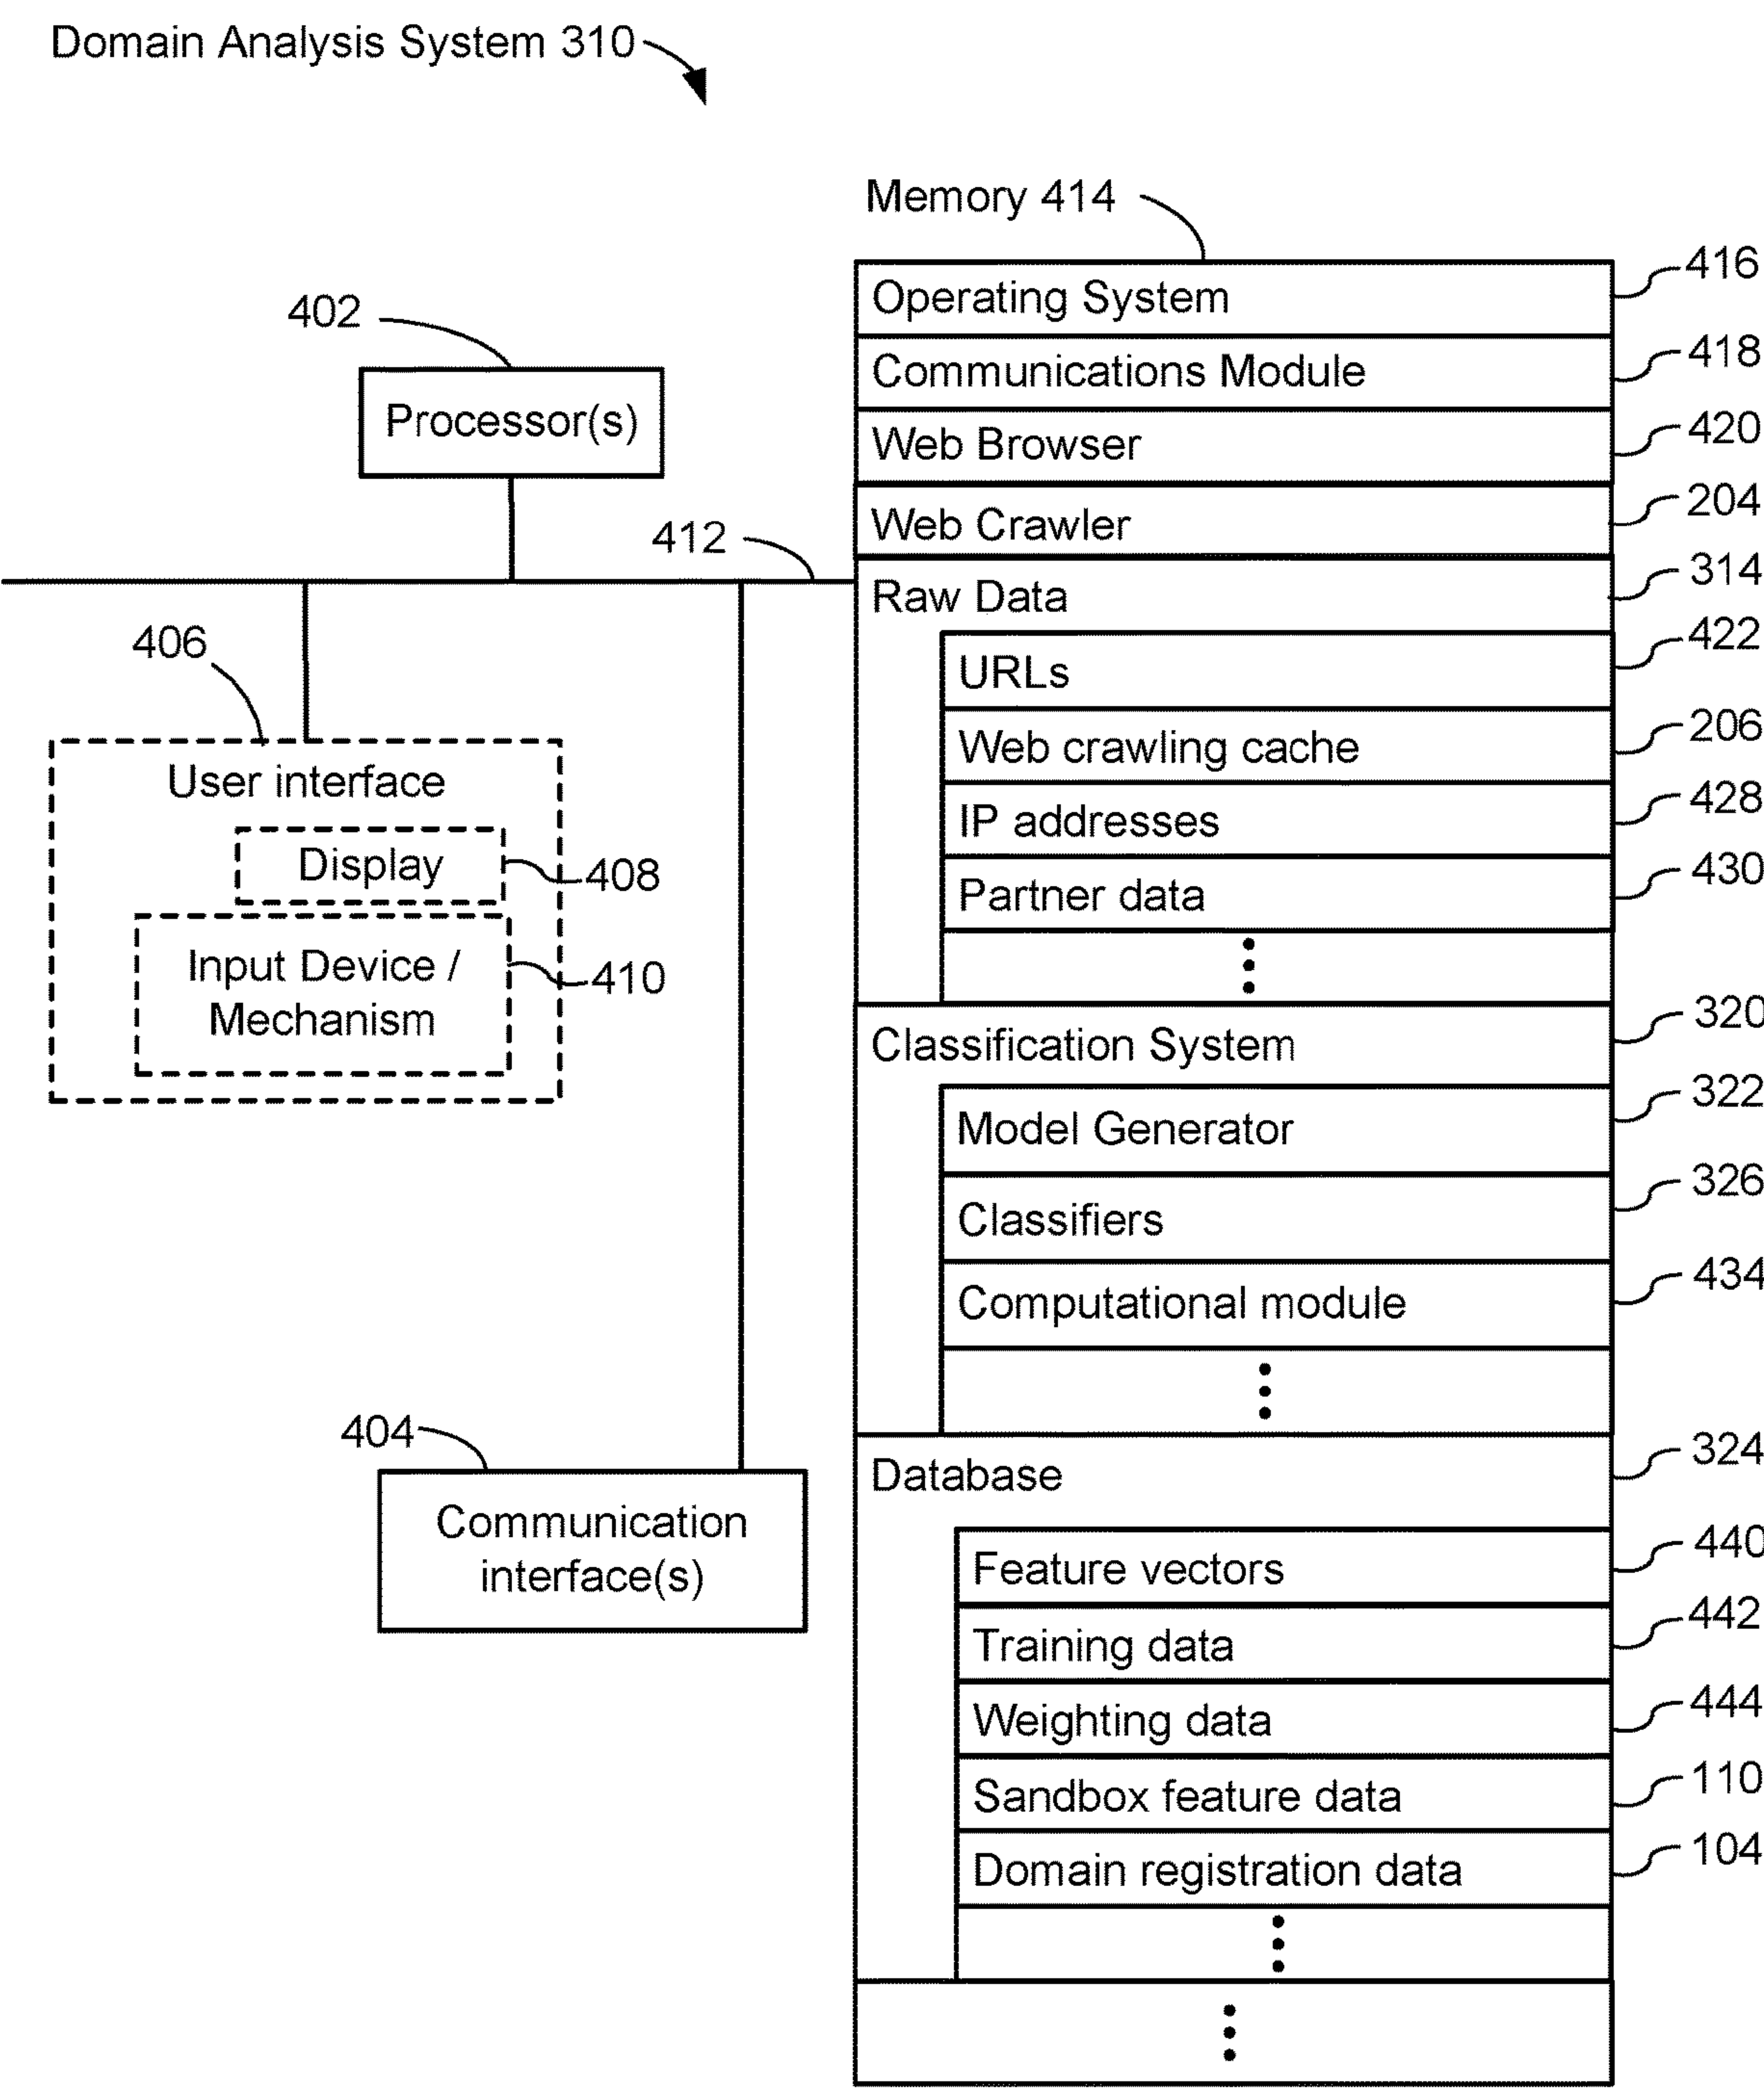 Domain Analysis System 310
Memory 414
416
Operating System
402
418
Communications Module
Processor(s)
420
Web Browser
204
Web Crawler
412
314
Raw Data
406
422
URLs
206
Web crawling cache
User interface
428
IP addresses
Display
408
430
Partner data
Input Device /
Mechanism
410
320
Classification System
322
Model Generator
326
Classifiers
434
Computational module
404
324
Database
Communication
interface(s)
440
Feature vectors
442
Training data
444
Weighting data
110
Sandbox feature data
104
Domain registration data